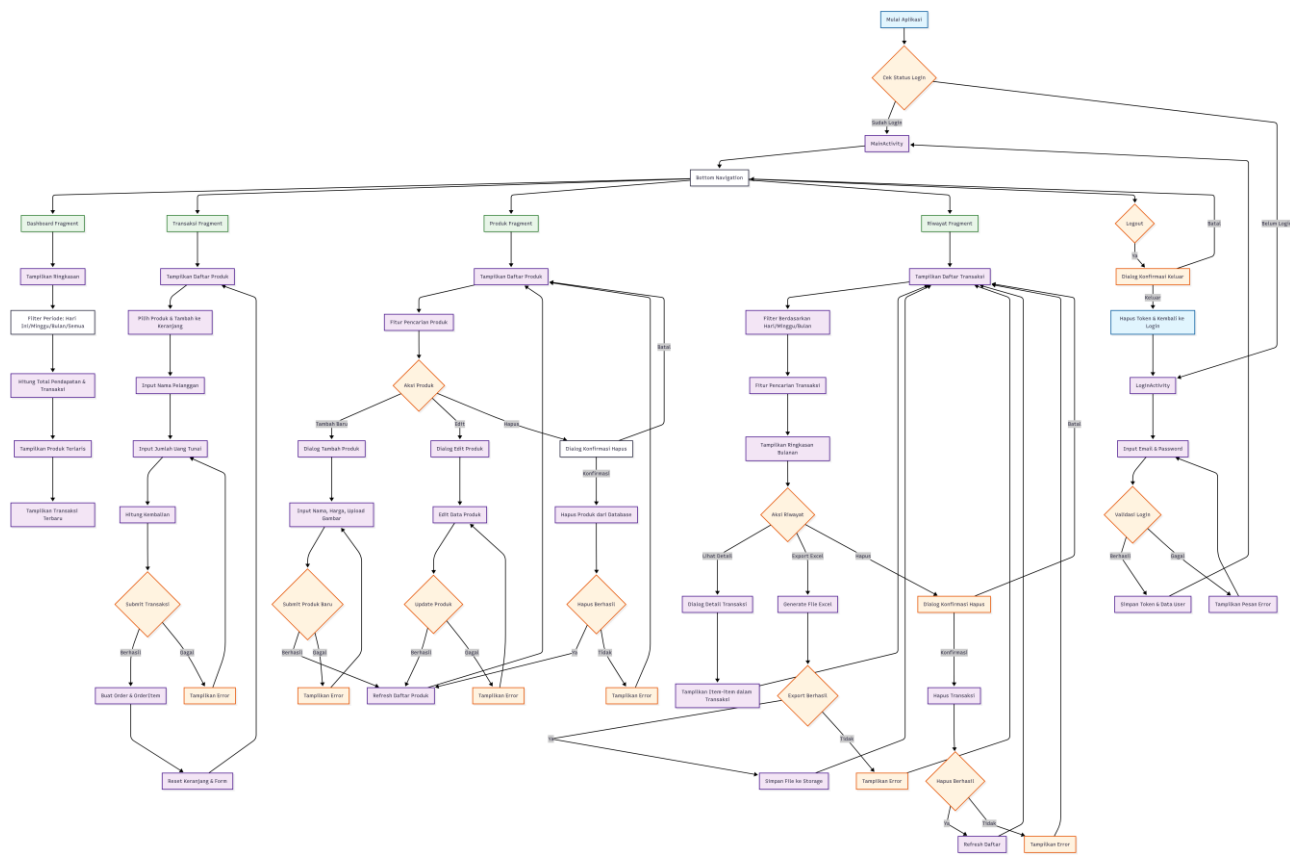 Mulai Aplikasi
Cek Status Login
Sudah Login
MainActivity
Bottom Navigation
Dashboard Fragment
Transaksi Fragment
Produk Fragment
Riwayat Fragment
Logout
Batal
Belum Login
Ya
Tampilkan Ringkasan
Tampilkan Daftar Produk
Tampilkan Daftar Produk
Tampilkan Daftar Transaksi
Dialog Konfirmasi Keluar
Keluar
Filter Periode: Hari
Ini/Minggu/Bulan/Semua
Pilih Produk & Tambah ke
Keranjang
Fitur Pencarian Produk
Filter Berdasarkan
Hari/Minggu/Bulan
Hapus Token & Kembali ke
Login
Batal
Hitung Total Pendapatan &
Transaksi
Input Nama Pelanggan
Aksi Produk
Fitur Pencarian Transaksi
LoginActivity
Tambah Baru
Edit
Hapus
Batal
Tampilkan Produk Terlaris
Input Jumlah Uang Tunai
Dialog Tambah Produk
Dialog Edit Produk
Dialog Konfirmasi Hapus
Tampilkan Ringkasan
Bulanan
Input Email & Password
Konfirmasi
Tampilkan Transaksi
Terbaru
Hitung Kembalian
Input Nama, Harga, Upload
Gambar
Edit Data Produk
Hapus Produk dari Database
Aksi Riwayat
Validasi Login
Lihat Detail
Export Excel
Hapus
Berhasil
Gagal
Submit Transaksi
Submit Produk Baru
Update Produk
Hapus Berhasil
Dialog Detail Transaksi
Generate File Excel
Dialog Konfirmasi Hapus
Simpan Token & Data User
Tampilkan Pesan Error
Berhasil
Gagal
Berhasil
Gagal
Berhasil
Gagal
Ya
Tidak
Konfirmasi
Buat Order & OrderItem
Tampilkan Error
Tampilkan Error
Refresh Daftar Produk
Tampilkan Error
Tampilkan Error
Tampilkan Item-Item dalam
Transaksi
Export Berhasil
Hapus Transaksi
Ya
Tidak
Reset Keranjang & Form
Simpan File ke Storage
Tampilkan Error
Hapus Berhasil
Ya
Tidak
Refresh Daftar
Tampilkan Error